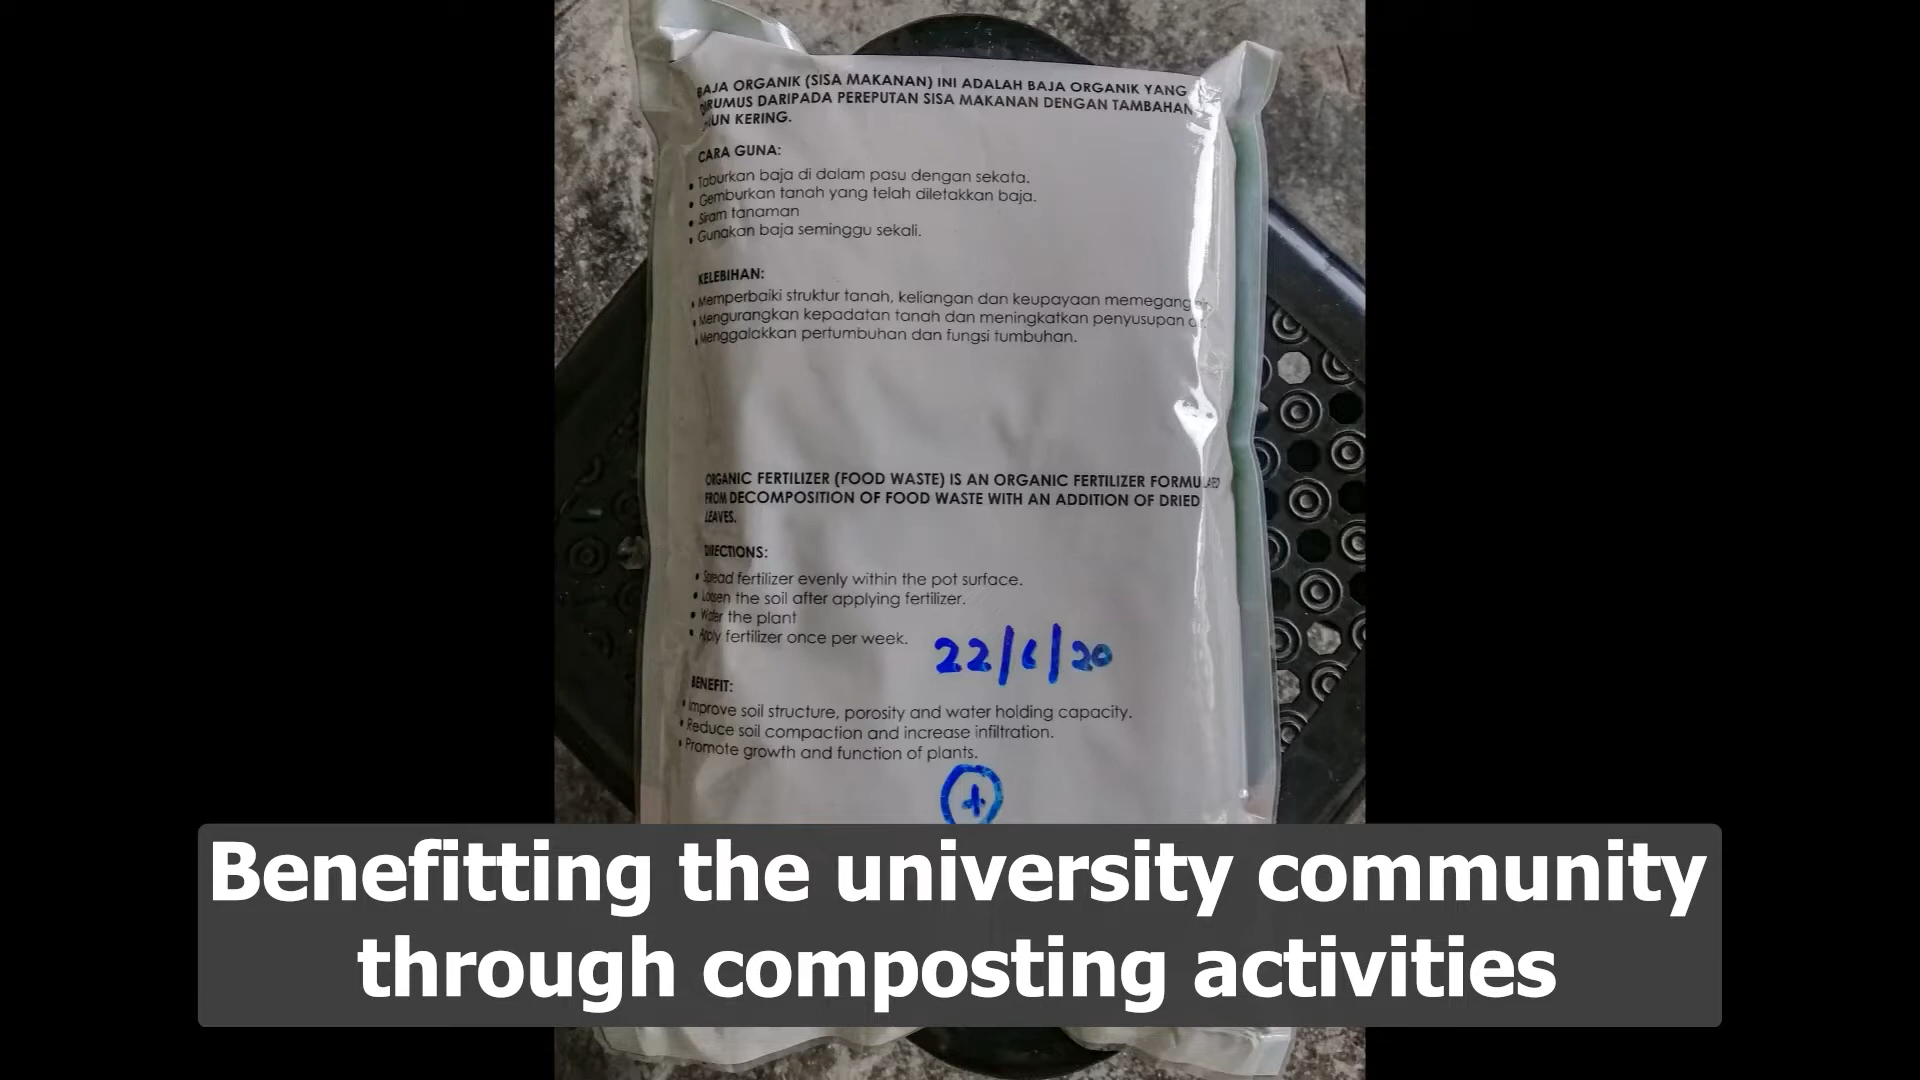 BAJA ORGANIK (SISA MAKANAN) INI ADALAH BAJA ORGANIK YANG
DIRUMUS DARIPADA PEREPUTAN SISA MAKANAN DENGAN TAMBAHAN
DAUN KERING.
CARA GUNA:
• Taburkan baja di dalam pasu dengan sekata.
• Gemburkan tanah yang telah diletakkan baja.
• Siram tanaman
• Gunakan baja seminggu sekali.
KELEBIHAN:
• Memperbaiki struktur tanah, keliangan dan keupayaan memegang air.
• Mengurangkan kepadatan tanah dan meningkatkan penyusupan air.
• Menggalakkan pertumbuhan dan fungsi tumbuhan.
ORGANIC FERTILIZER (FOOD WASTE) IS AN ORGANIC FERTILIZER FORMULATED
FROM DECOMPOSITION OF FOOD WASTE WITH AN ADDITION OF DRIED
LEAVES.
DIRECTIONS:
• Spread fertilizer evenly within the pot surface.
• Loosen the soil after applying fertilizer.
• Water the plant
• Apply fertilizer once per week.
22/6/20
BENEFIT:
• Improve soil structure, porosity and water holding capacity.
• Reduce soil compaction and increase infiltration.
• Promote growth and function of plants.
Benefitting the university community
through composting activities